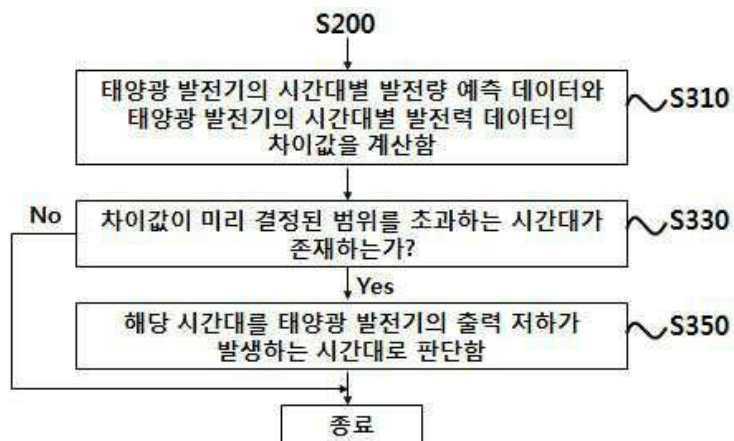 S200
태양광 발전기의 시간대별 발전량 예측 데이터와
태양광 발전기의 시간대별 발전력 데이터의
차이값을 계산함
S310
No
차이값이 미리 결정된 범위를 초과하는 시간대가
존재하는가?
S330
Yes
해당 시간대를 태양광 발전기의 출력 저하가
발생하는 시간대로 판단함
S350
종료